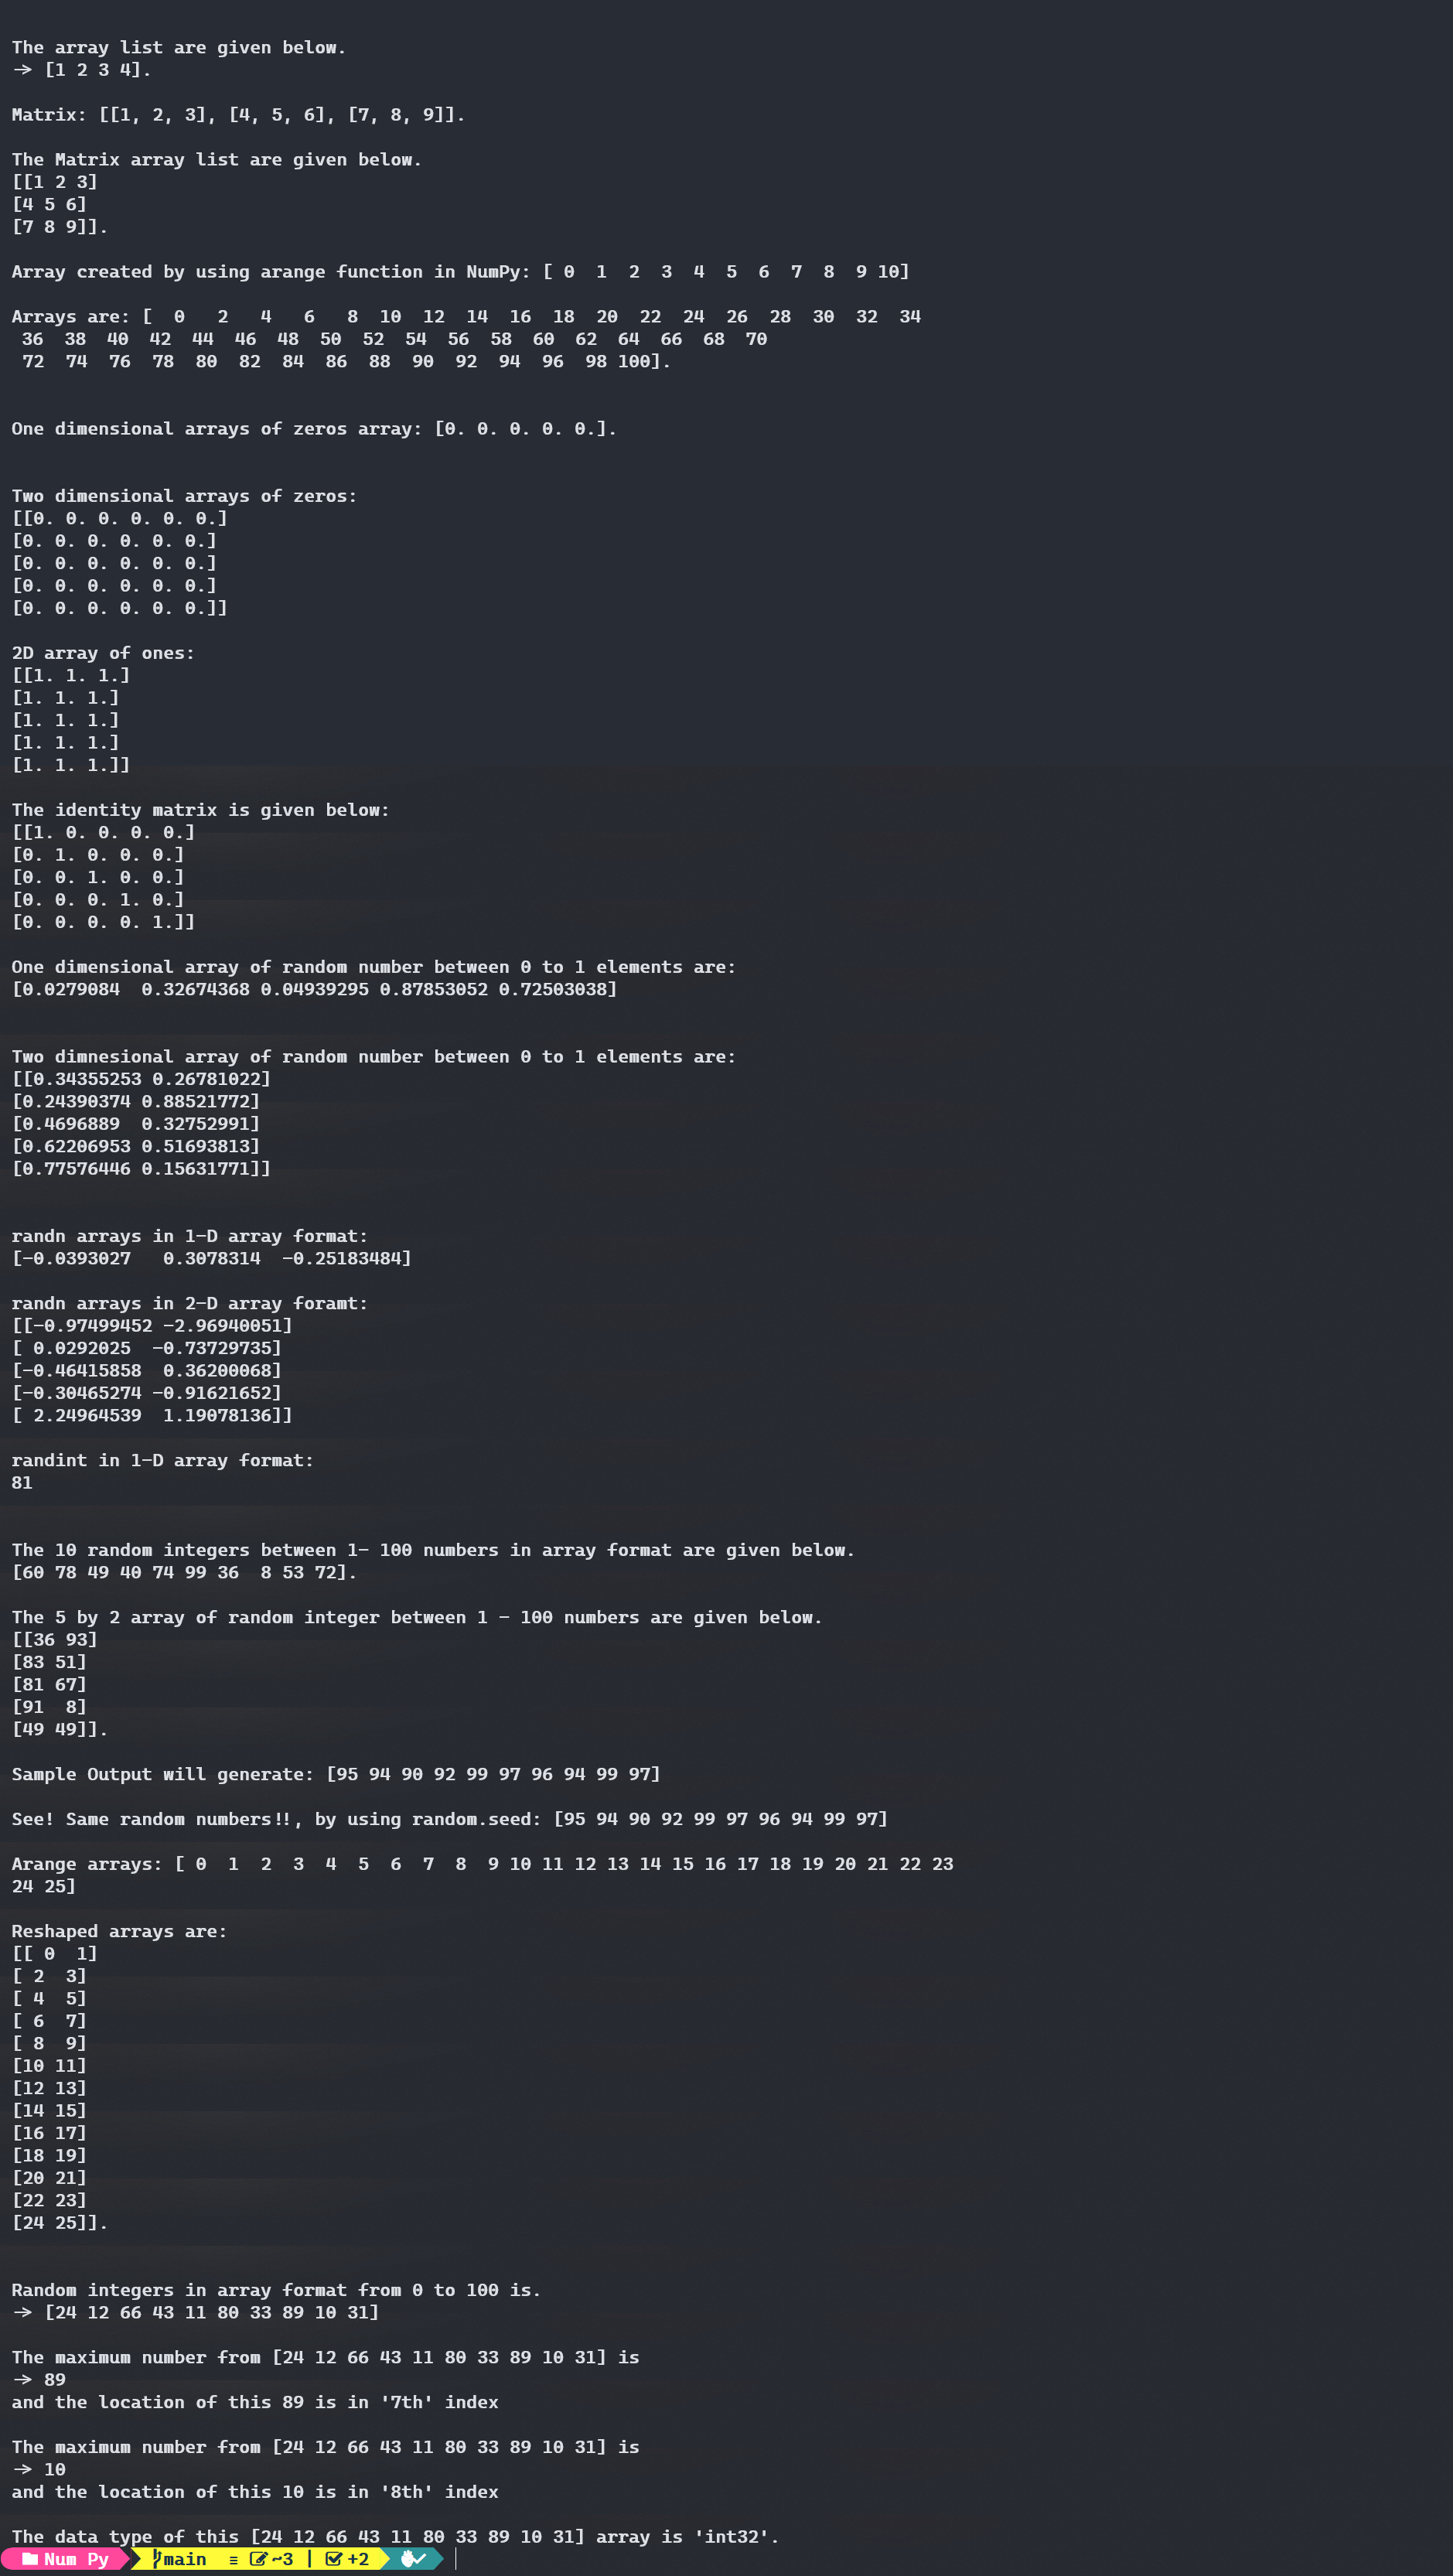 The array list are given below.
-> [1 2 3 4].
Matrix: [[1, 2, 3], [4, 5, 6], [7, 8, 9]].
The Matrix array list are given below.
[[1 2 3]
[4 5 6]
[7 8 9]].
Array created by using arange function in NumPy: [ 0  1  2  3  4  5  6  7  8  9 10]
Arrays are: [  0   2   4   6   8  10  12  14  16  18  20  22  24  26  28  30  32  34
 36  38  40  42  44  46  48  50  52  54  56  58  60  62  64  66  68  70
 72  74  76  78  80  82  84  86  88  90  92  94  96  98 100].
One dimensional arrays of zeros array: [0. 0. 0. 0. 0.].
Two dimensional arrays of zeros:
[[0. 0. 0. 0. 0. 0.]
[0. 0. 0. 0. 0. 0.]
[0. 0. 0. 0. 0. 0.]
[0. 0. 0. 0. 0. 0.]
[0. 0. 0. 0. 0. 0.]]
2D array of ones:
[[1. 1. 1.]
[1. 1. 1.]
[1. 1. 1.]
[1. 1. 1.]
[1. 1. 1.]]
The identity matrix is given below:
[[1. 0. 0. 0. 0.]
[0. 1. 0. 0. 0.]
[0. 0. 1. 0. 0.]
[0. 0. 0. 1. 0.]
[0. 0. 0. 0. 1.]]
One dimensional array of random number between 0 to 1 elements are:
[0.0279084  0.32674368 0.04939295 0.87853052 0.72503038]
Two dimnesional array of random number between 0 to 1 elements are:
[[0.34355253 0.26781022]
[0.24390374 0.88521772]
[0.4696889  0.32752991]
[0.62206953 0.51693813]
[0.77576446 0.15631771]]
randn arrays in 1-D array format:
[-0.0393027   0.3078314  -0.25183484]
randn arrays in 2-D array foramt:
[[-0.97499452 -2.96940051]
[ 0.0292025  -0.73729735]
[-0.46415858  0.36200068]
[-0.30465274 -0.91621652]
[ 2.24964539  1.19078136]]
randint in 1-D array format:
81
The 10 random integers between 1- 100 numbers in array format are given below.
[60 78 49 40 74 99 36  8 53 72].
The 5 by 2 array of random integer between 1 - 100 numbers are given below.
[[36 93]
[83 51]
[81 67]
[91  8]
[49 49]].
Sample Output will generate: [95 94 90 92 99 97 96 94 99 97]
See! Same random numbers!!, by using random.seed: [95 94 90 92 99 97 96 94 99 97]
Arange arrays: [ 0  1  2  3  4  5  6  7  8  9 10 11 12 13 14 15 16 17 18 19 20 21 22 23
24 25]
Reshaped arrays are:
[[ 0  1]
[ 2  3]
[ 4  5]
[ 6  7]
[ 8  9]
[10 11]
[12 13]
[14 15]
[16 17]
[18 19]
[20 21]
[22 23]
[24 25]].
Random integers in array format from 0 to 100 is.
-> [24 12 66 43 11 80 33 89 10 31]
The maximum number from [24 12 66 43 11 80 33 89 10 31] is
-> 89
and the location of this 89 is in '7th' index
The maximum number from [24 12 66 43 11 80 33 89 10 31] is
-> 10
and the location of this 10 is in '8th' index
The data type of this [24 12 66 43 11 80 33 89 10 31] array is 'int32'.
Num Py main ≡ ~3 | +2